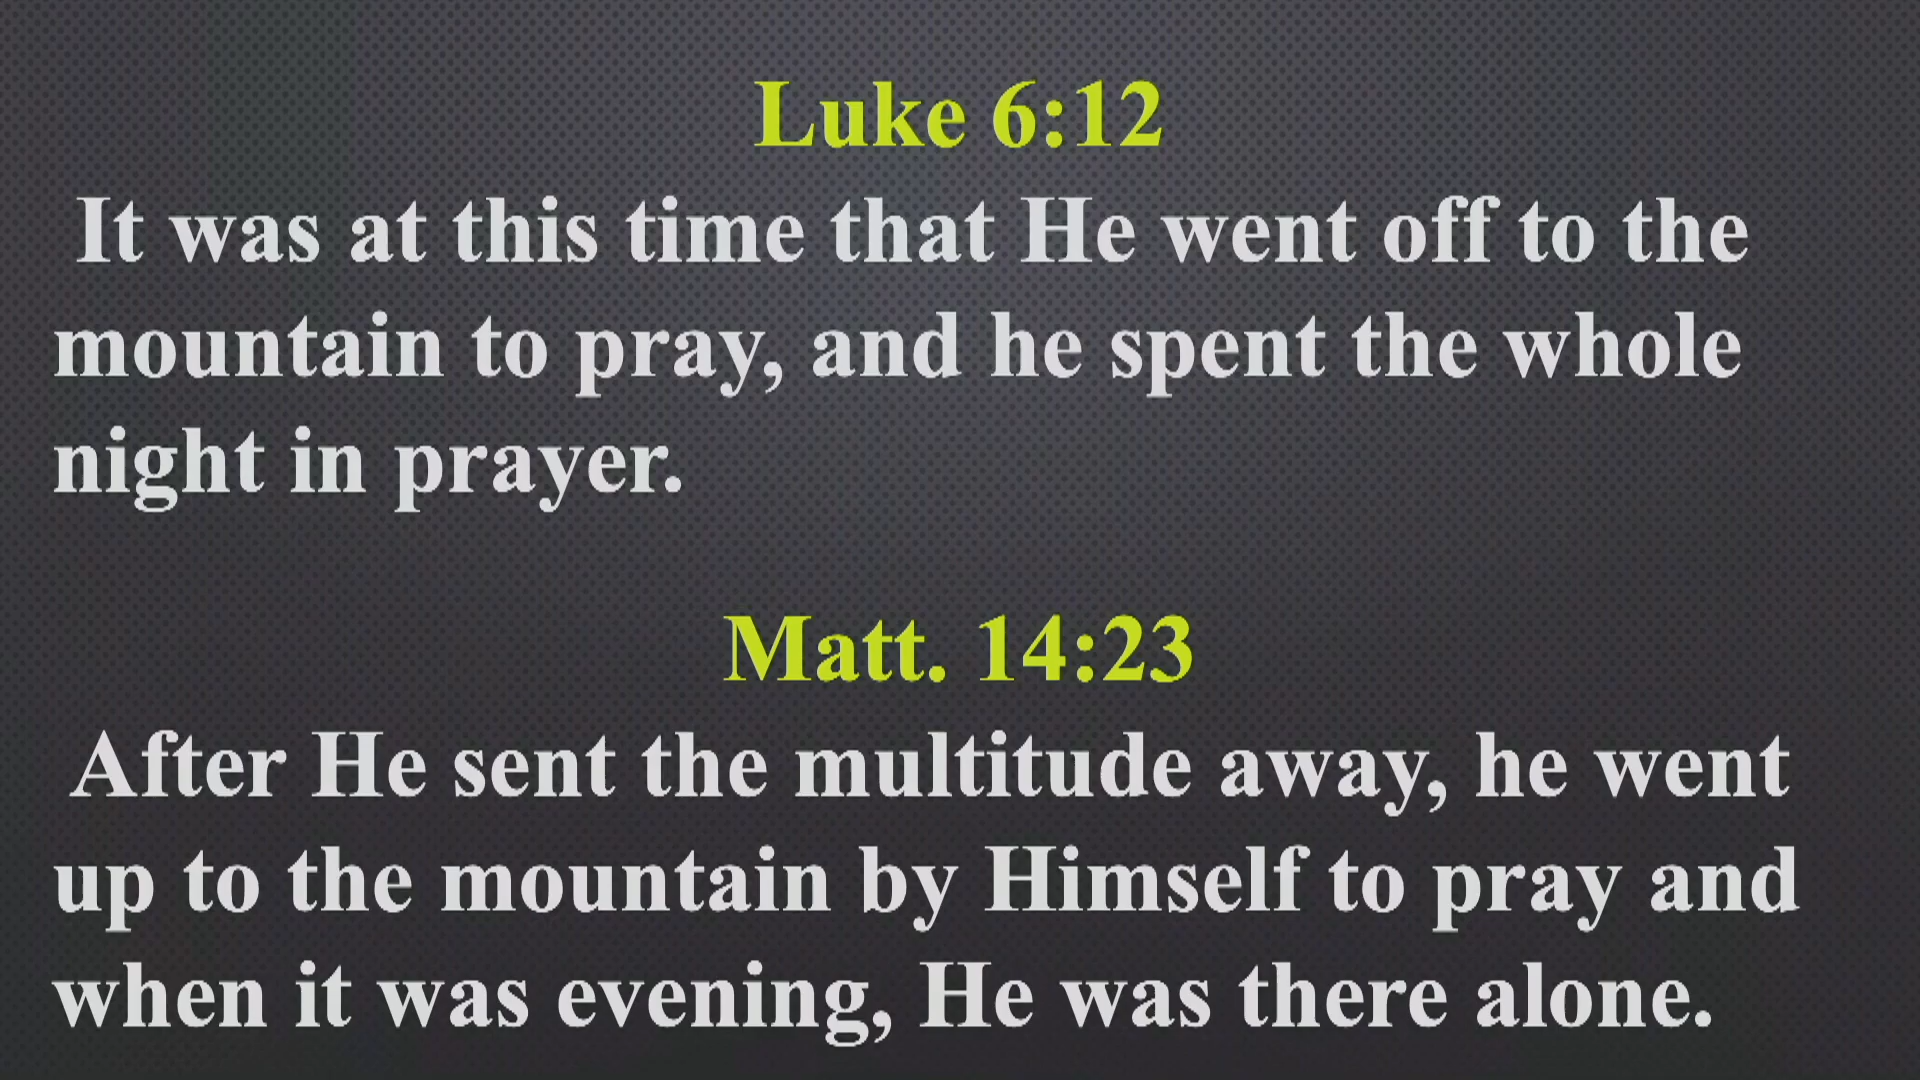 Luke 6:12
It was at this time that He went off to the
mountain to pray, and he spent the whole
night in prayer.
Matt. 14:23
After He sent the multitude away, he went
up to the mountain by Himself to pray and
when it was evening, He was there alone.